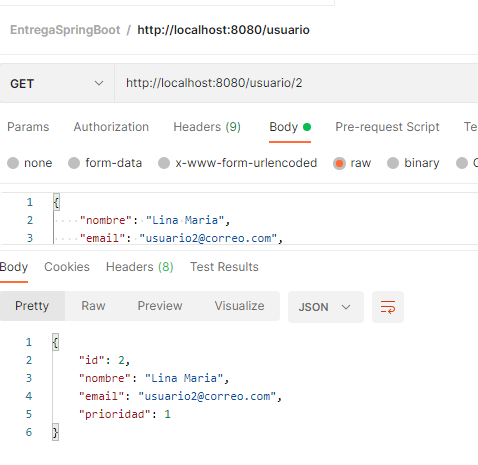 EntregaSpringBoot / http://localhost:8080/usuario
GET http://localhost:8080/usuario/2
Params Authorization Headers (9) Body Pre-request Script Te
none form-data x-www-form-urlencoded raw binary
1 {
2 "nombre": "Lina Maria",
3 "email": "usuario2@correo.com",
Body Cookies Headers (8) Test Results
Pretty Raw Preview Visualize JSON
1 {
2 "id": 2,
3 "nombre": "Lina Maria",
4 "email": "usuario2@correo.com",
5 "prioridad": 1
6 }